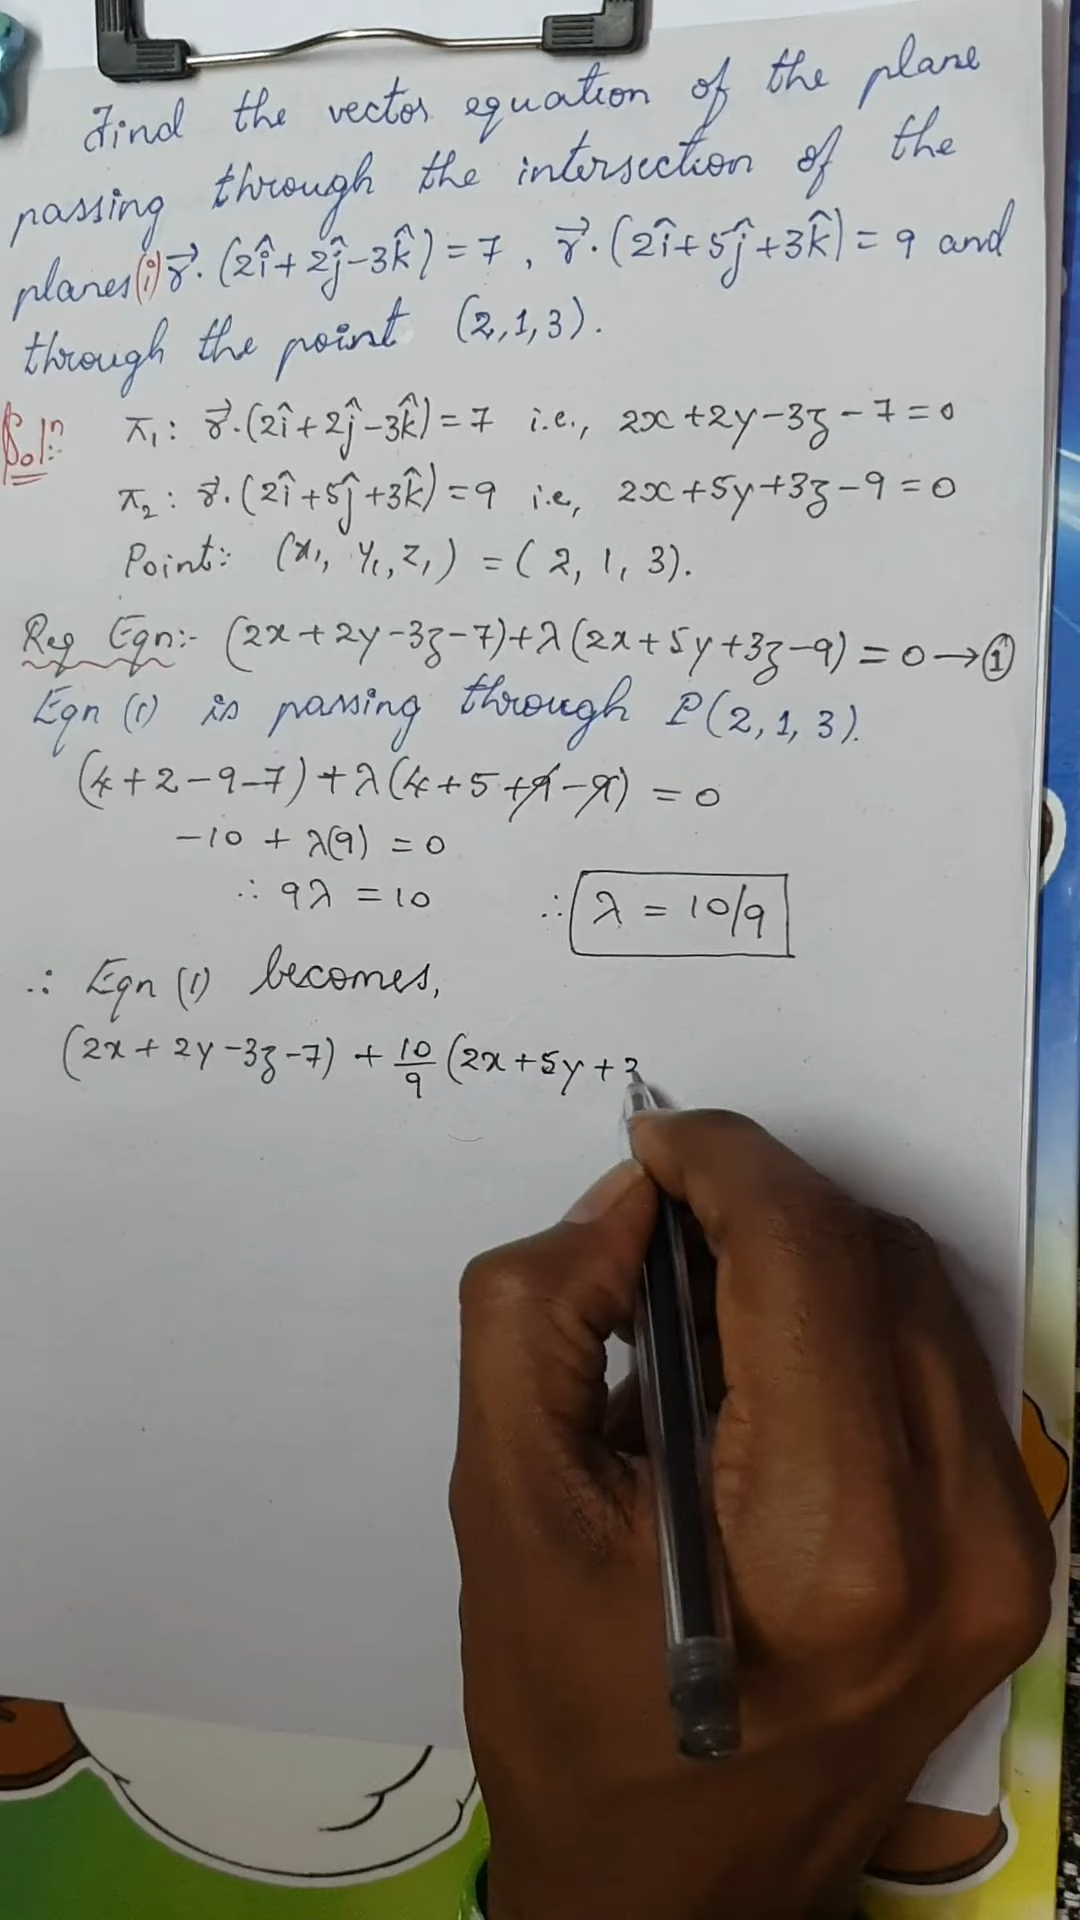 Find the vector equation of the plane
passing through the intersection of the
planes (i) r⃗.(2î+2ĵ-3k̂)=7, r⃗.(2î+5ĵ+3k̂)=9 and
through the point (2,1,3).
Solⁿ:- π₁: r⃗.(2î+2ĵ-3k̂)=7 i.e., 2x+2y-3z-7=0
π₂: r⃗.(2î+5ĵ+3k̂)=9 i.e, 2x+5y+3z-9=0
Point:- (x₁, y₁, z₁) = (2, 1, 3).
Req Eqn:- (2x+2y-3z-7)+λ(2x+5y+3z-9)=0→①
Eqn (1) is passing through P(2,1,3).
(4+2-9-7)+λ(4+5+9-9)=0
-10+λ(9)=0
∴ 9λ=10 ∴ λ = 10/9
∴ Eqn (1) becomes,
(2x+2y-3z-7)+10/9(2x+5y+3